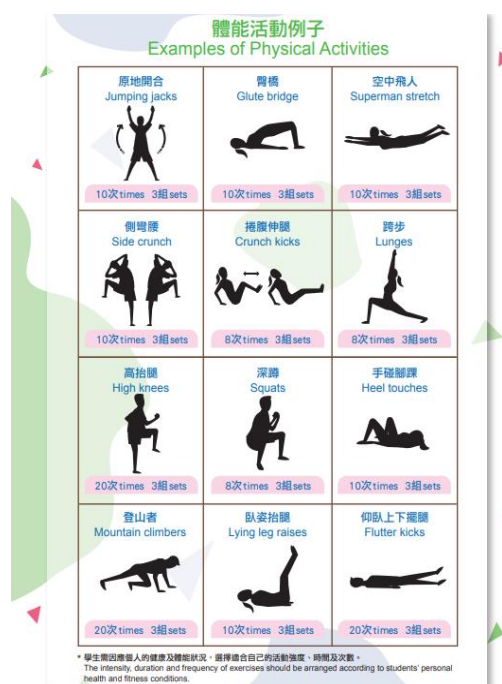 體能活動例子
Examples of Physical Activities
原地開合
Jumping jacks
10次times 3組sets
臀橋
Glute bridge
10次times 3組sets
空中飛人
Superman stretch
10次times 3組sets
側彎腰
Side crunch
10次times 3組sets
捲腹伸腿
Crunch kicks
8次times 3組sets
跨步
Lunges
8次times 3組sets
高抬腿
High knees
20次times 3組sets
深蹲
Squats
8次times 3組sets
手碰腳踝
Heel touches
10次times 3組sets
登山者
Mountain climbers
20次times 3組sets
臥姿抬腿
Lying leg raises
10次times 3組sets
仰臥上下擺腿
Flutter kicks
20次times 3組sets
* 學生需因應個人的健康及體能狀況，選擇適合自己的活動強度、時間及次數。
The intensity, duration and frequency of exercises should be arranged according to students' personal
health and fitness conditions.